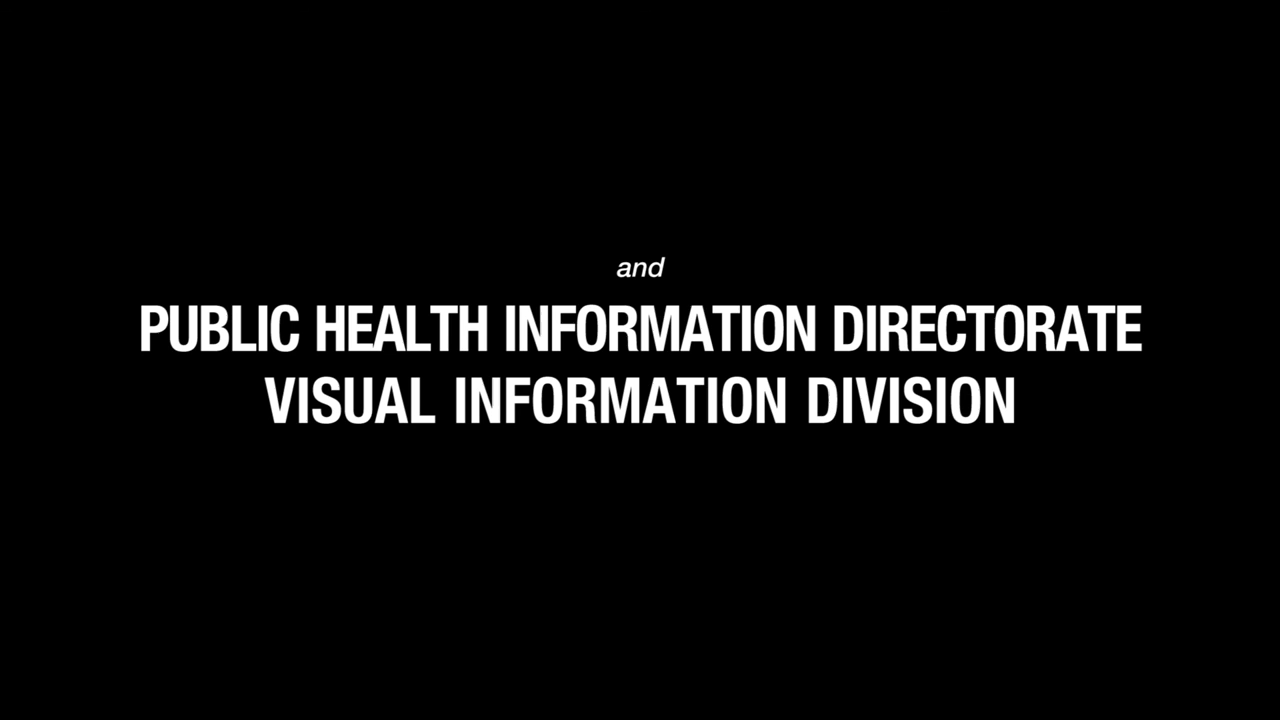 and
PUBLIC HEALTH INFORMATION DIRECTORATE
VISUAL INFORMATION DIVISION